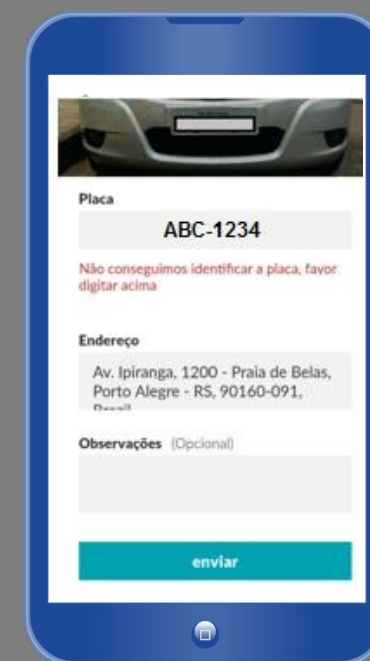 Placa
ABC-1234
Não conseguimos identificar a placa, favor
digitar acima
Endereço
Av. Ipiranga, 1200 - Praia de Belas,
Porto Alegre - RS, 90160-091,
Observações (Opcional)
enviar